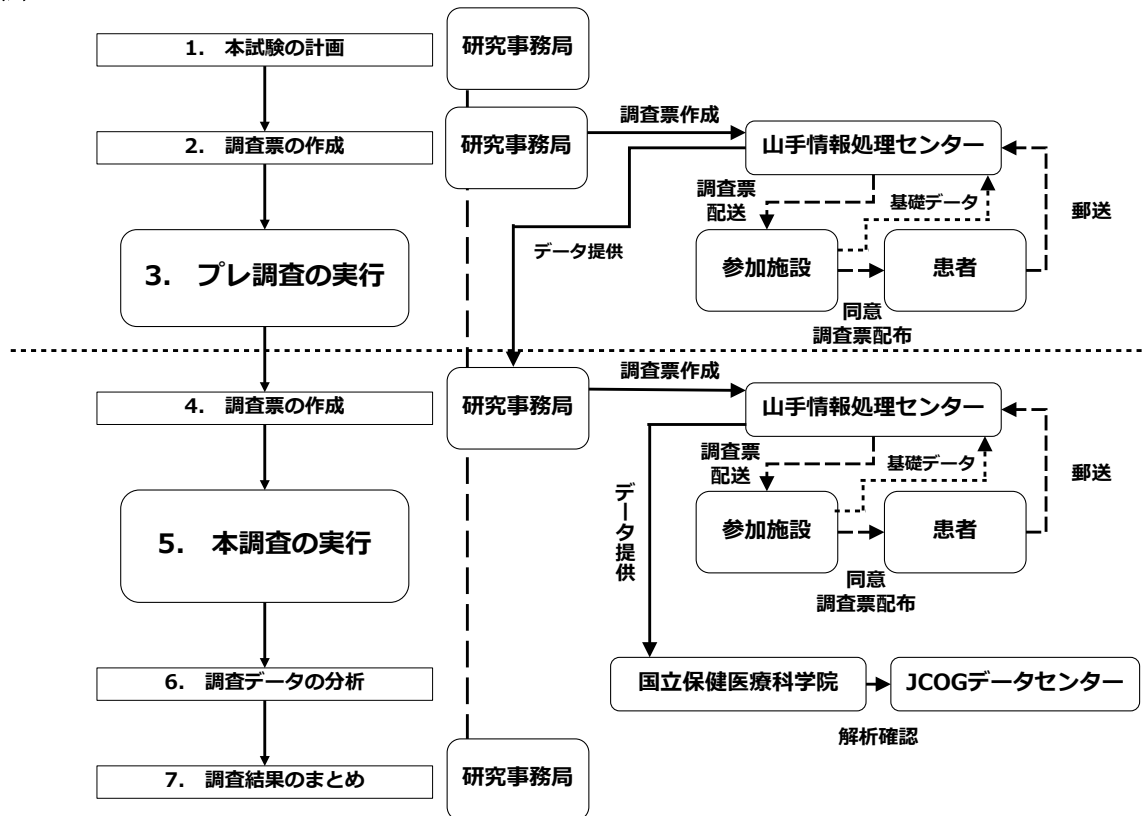 1. 本試験の計画
研究事務局
2. 調査票の作成
研究事務局
調査票作成
山手情報処理センター
調査票
配送
基礎データ
郵送
データ提供
3. プレ調査の実行
参加施設
患者
同意
調査票配布
4. 調査票の作成
研究事務局
調査票作成
山手情報処理センター
調査票
配送
基礎データ
郵送
データ提供
5. 本調査の実行
参加施設
患者
同意
調査票配布
6. 調査データの分析
国立保健医療科学院
JCOGデータセンター
解析確認
7. 調査結果のまとめ
研究事務局